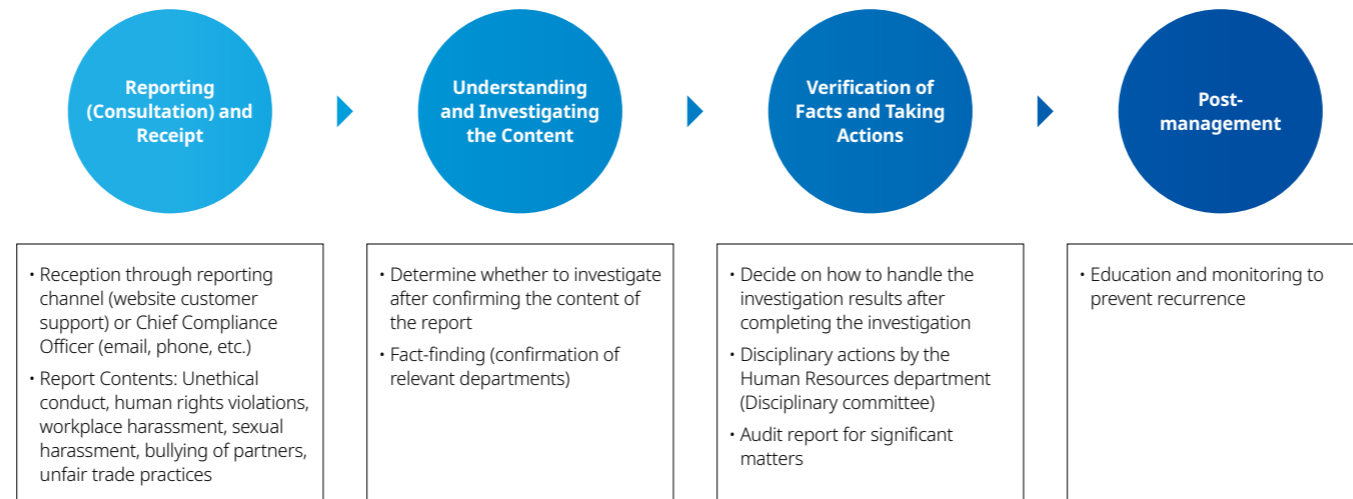 Reporting
(Consultation) and
Receipt
Understanding
and Investigating
the Content
Verification of
Facts and Taking
Actions
Post-
management
• Reception through reporting
channel (website customer
support) or Chief Compliance
Officer (email, phone, etc.)
• Report Contents: Unethical
conduct, human rights violations,
workplace harassment, sexual
harassment, bullying of partners,
unfair trade practices
• Determine whether to investigate
after confirming the content of
the report
• Fact-finding (confirmation of
relevant departments)
• Decide on how to handle the
investigation results after
completing the investigation
• Disciplinary actions by the
Human Resources department
(Disciplinary committee)
• Audit report for significant
matters
• Education and monitoring to
prevent recurrence